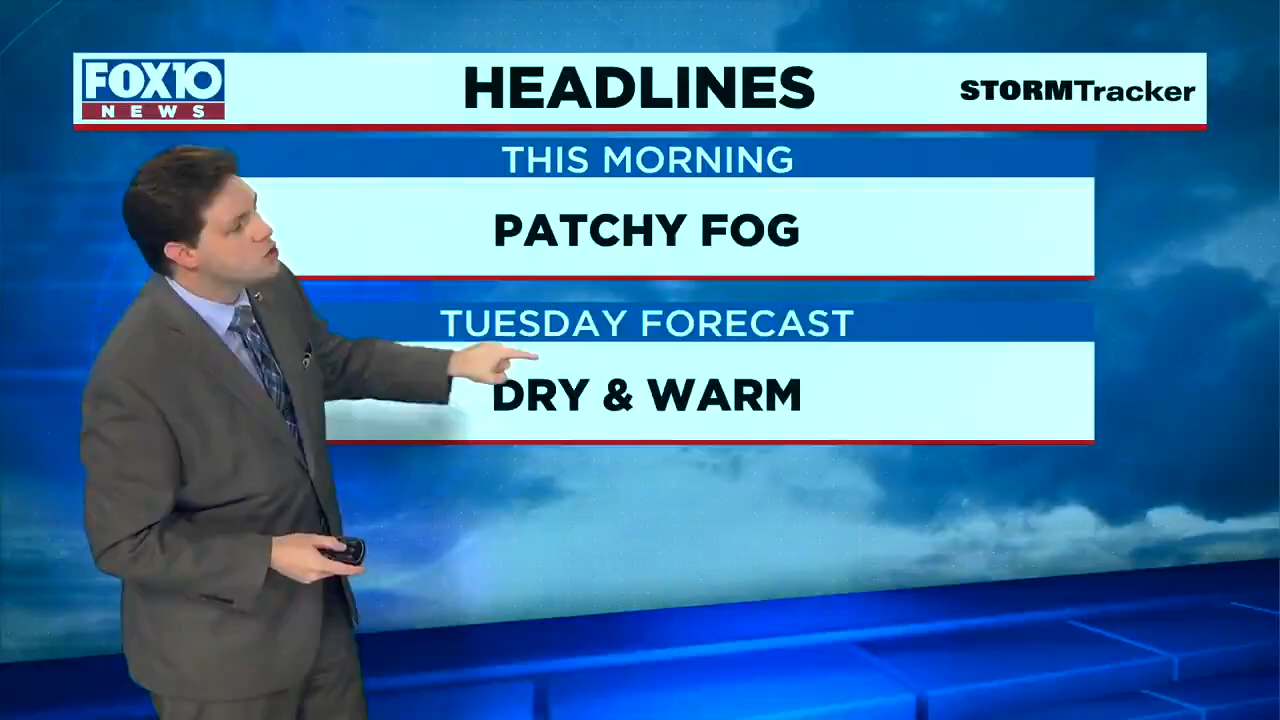 FOX10
NEWS
HEADLINES
STORMTracker
THIS MORNING
PATCHY FOG
TUESDAY FORECAST
DRY & WARM